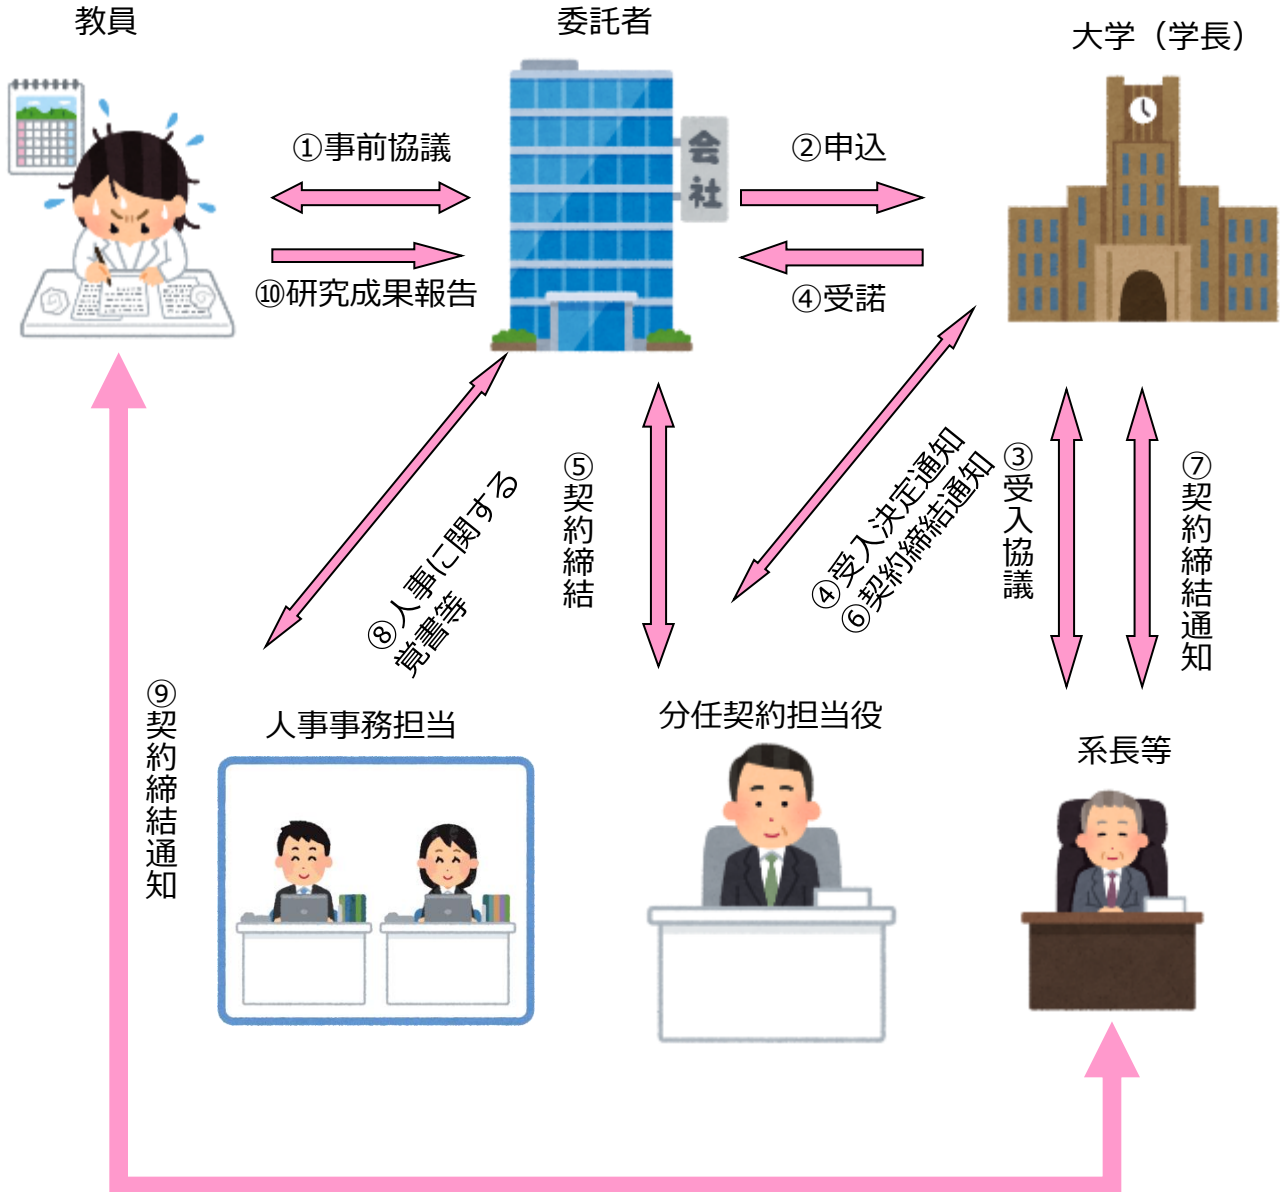 教員
委託者
大学（学長）
会社
①事前協議
②申込
⑩研究成果報告
④受諾
⑧人事に関する
覚書等
⑤契約締結
④受入決定通知
⑥契約締結通知
③受入協議
⑦契約締結通知
⑨契約締結通知
人事事務担当
分任契約担当役
系長等